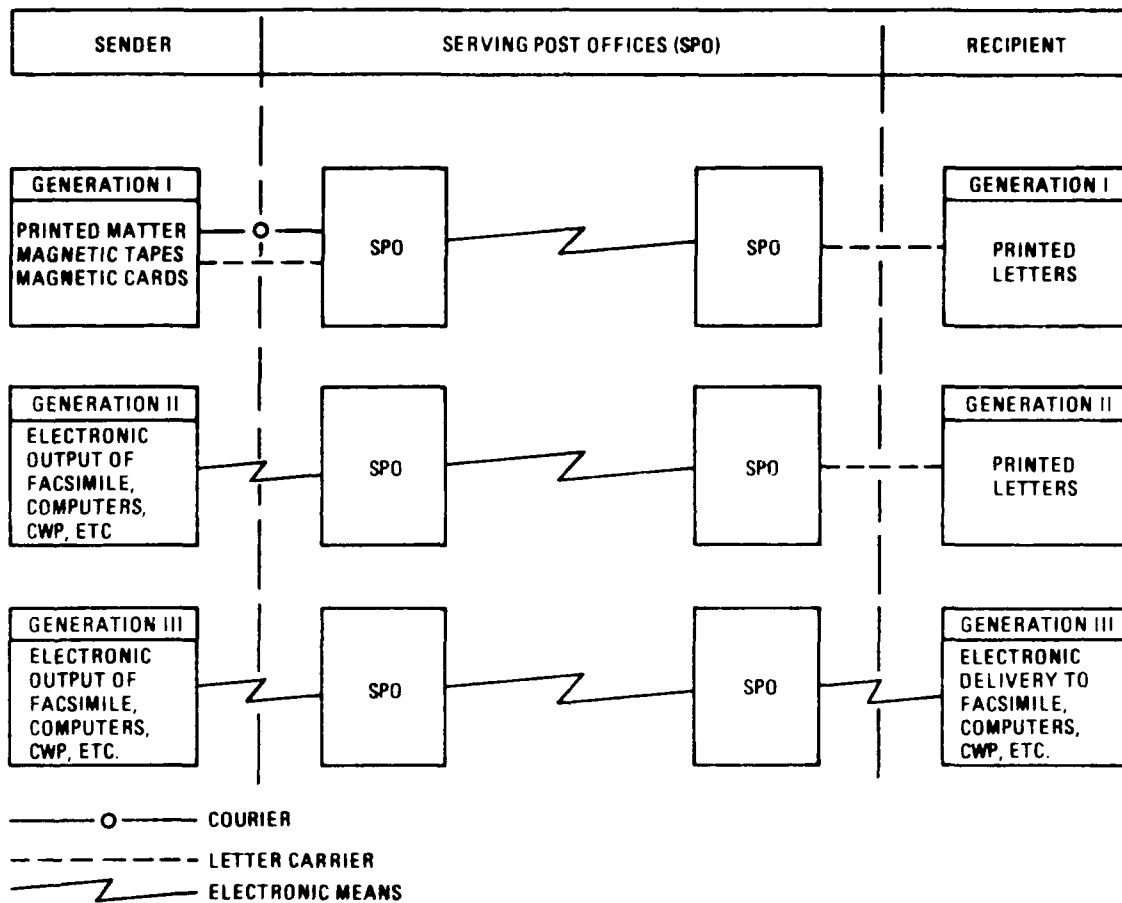 SENDER
SERVING POST OFFICES (SPO)
RECIPIENT
GENERATION I
PRINTED MATTER
MAGNETIC TAPES
MAGNETIC CARDS
SPO
SPO
GENERATION I
PRINTED
LETTERS
GENERATION II
ELECTRONIC
OUTPUT OF
FACSIMILE,
COMPUTERS,
CWP, ETC
SPO
SPO
GENERATION II
PRINTED
LETTERS
GENERATION III
ELECTRONIC
OUTPUT OF
FACSIMILE,
COMPUTERS,
CWP, ETC.
SPO
SPO
GENERATION III
ELECTRONIC
DELIVERY TO
FACSIMILE,
COMPUTERS,
CWP, ETC.
COURIER
LETTER CARRIER
ELECTRONIC MEANS